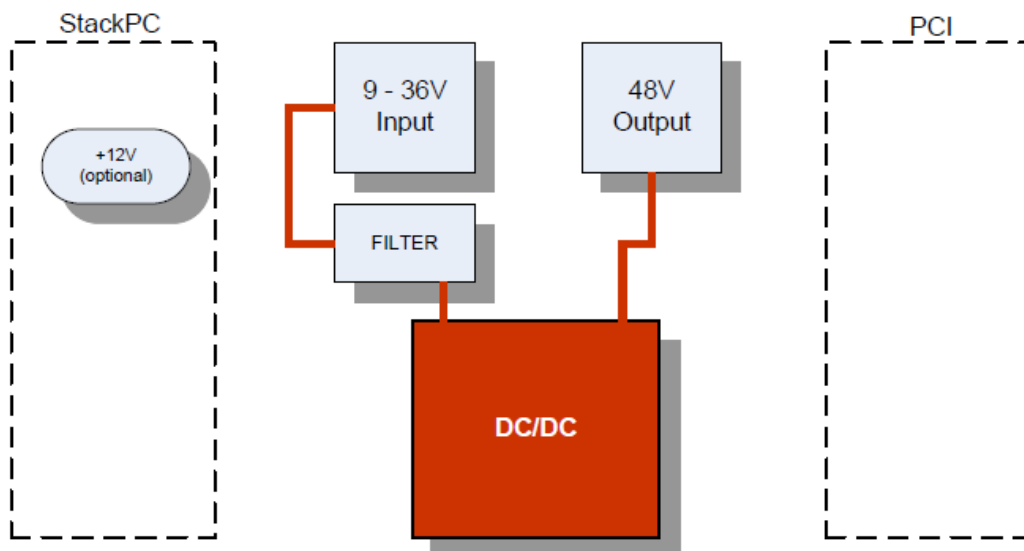 StackPC
PCI
9 - 36V
Input
48V
Output
+12V
(optional)
FILTER
DC/DC